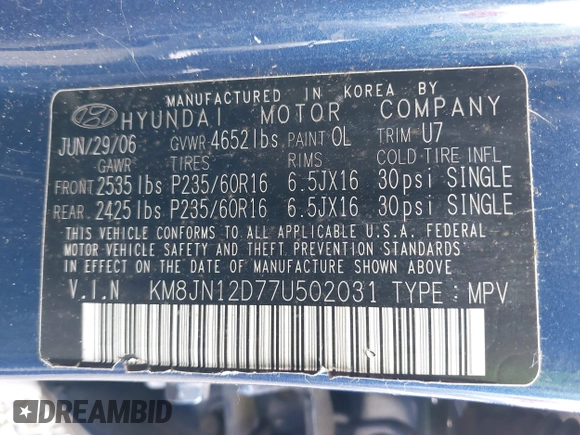 MANUFACTURED IN KOREA BY
HYUNDAI MOTOR COMPANY
JUN/29/06 GVWR 4652 lbs PAINT OL TRIM U7
GAWR TIRES RIMS COLD TIRE INFL
FRONT 2535 lbs P235/60R16 6.5JX16 30psi SINGLE
REAR. 2425 lbs P235/60R16 6.5JX16 30psi SINGLE
THIS VEHICLE CONFORMS TO ALL APPLICABLE U.S.A. FEDERAL
MOTOR VEHICLE SAFETY AND THEFT PREVENTION STANDARDS
IN EFFECT ON THE DATE OF MANUFACTURE SHOWN ABOVE
V.I.N KM8JN12D77U502031 TYPE : MPV
DREAMBID